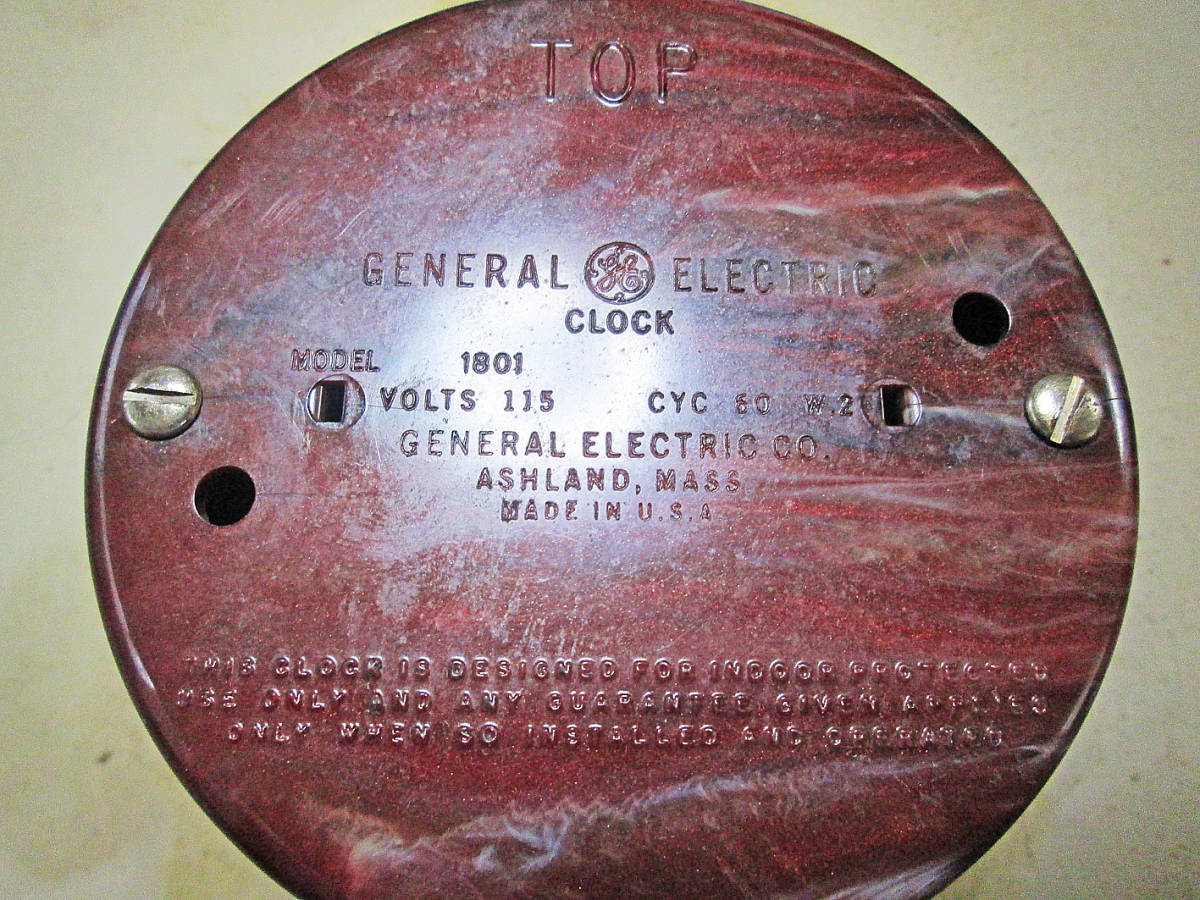 TOP
GENERAL GE ELECTRIC
CLOCK
MODEL 1801
VOLTS 115 CYC 60 W.2
GENERAL ELECTRIC CO.
ASHLAND, MASS
MADE IN U.S.A
THIS CLOCK IS DESIGNED FOR INDOOR PROTECTED
USE ONLY AND ANY GUARANTEE GIVEN APPLIES
ONLY WHEN SO INSTALLED AND OPERATED